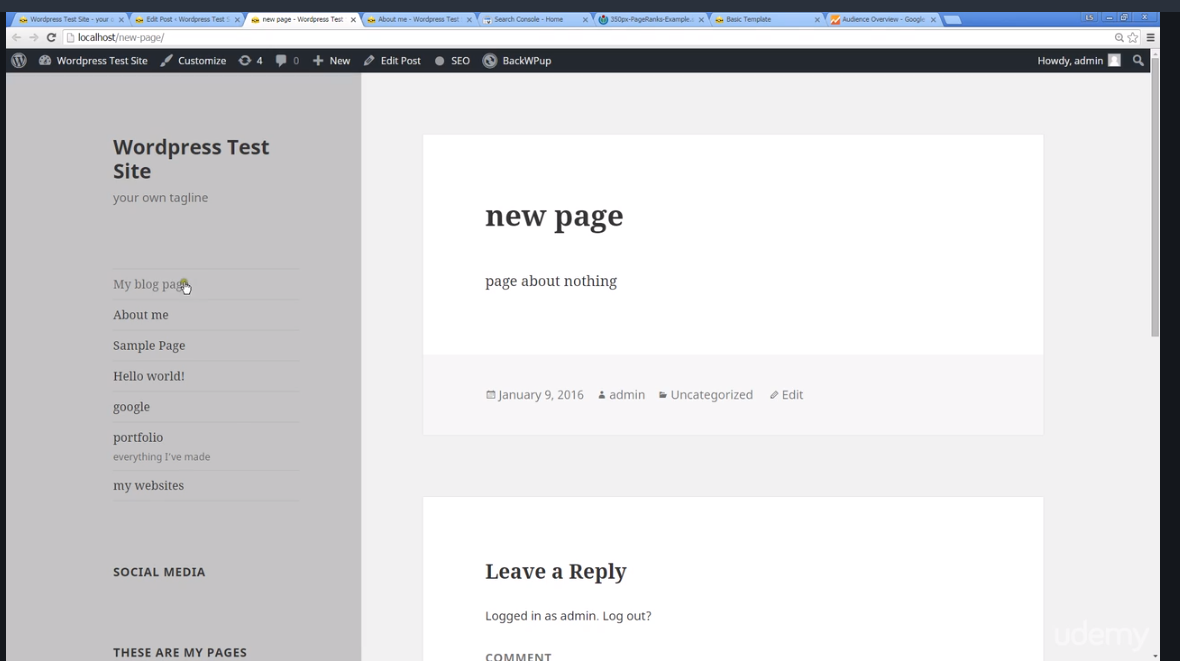 Wordpress Test Site - your o
Edit Post ‹ Wordpress Test S
new page - Wordpress Test
About me - Wordpress Test
Search Console - Home
350px-PageRanks-Example.
Basic Template
Audience Overview - Google
localhost/new-page/
Wordpress Test Site
Customize
4
0
New
Edit Post
SEO
BackWPup
Howdy, admin
Wordpress Test
Site
your own tagline
My blog page
About me
Sample Page
Hello world!
google
portfolio
everything I've made
my websites
SOCIAL MEDIA
THESE ARE MY PAGES
new page
page about nothing
January 9, 2016 admin Uncategorized Edit
Leave a Reply
Logged in as admin. Log out?
COMMENT
udemy